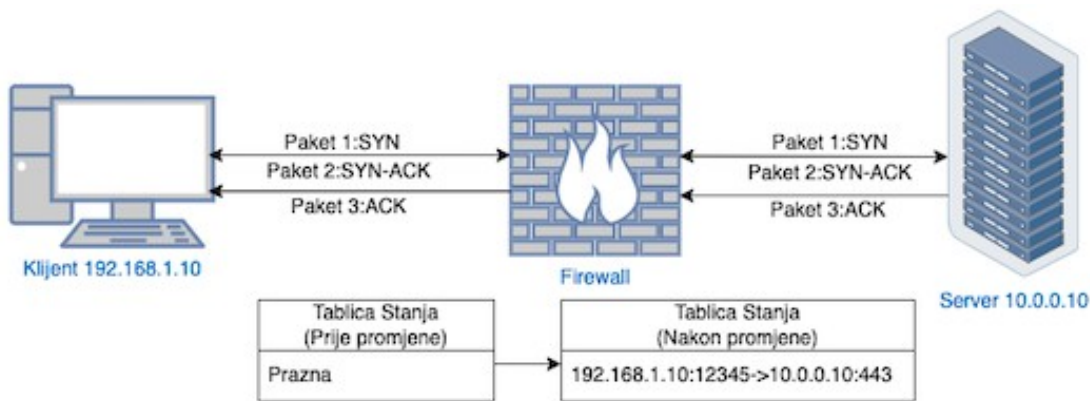 Paket 1:SYN
Paket 2:SYN-ACK
Paket 3:ACK
Klijent 192.168.1.10
Firewall
Paket 1:SYN
Paket 2:SYN-ACK
Paket 3:ACK
Server 10.0.0.10
Tablica Stanja
(Prije promjene)
Prazna
Tablica Stanja
(Nakon promjene)
192.168.1.10:12345->10.0.0.10:443